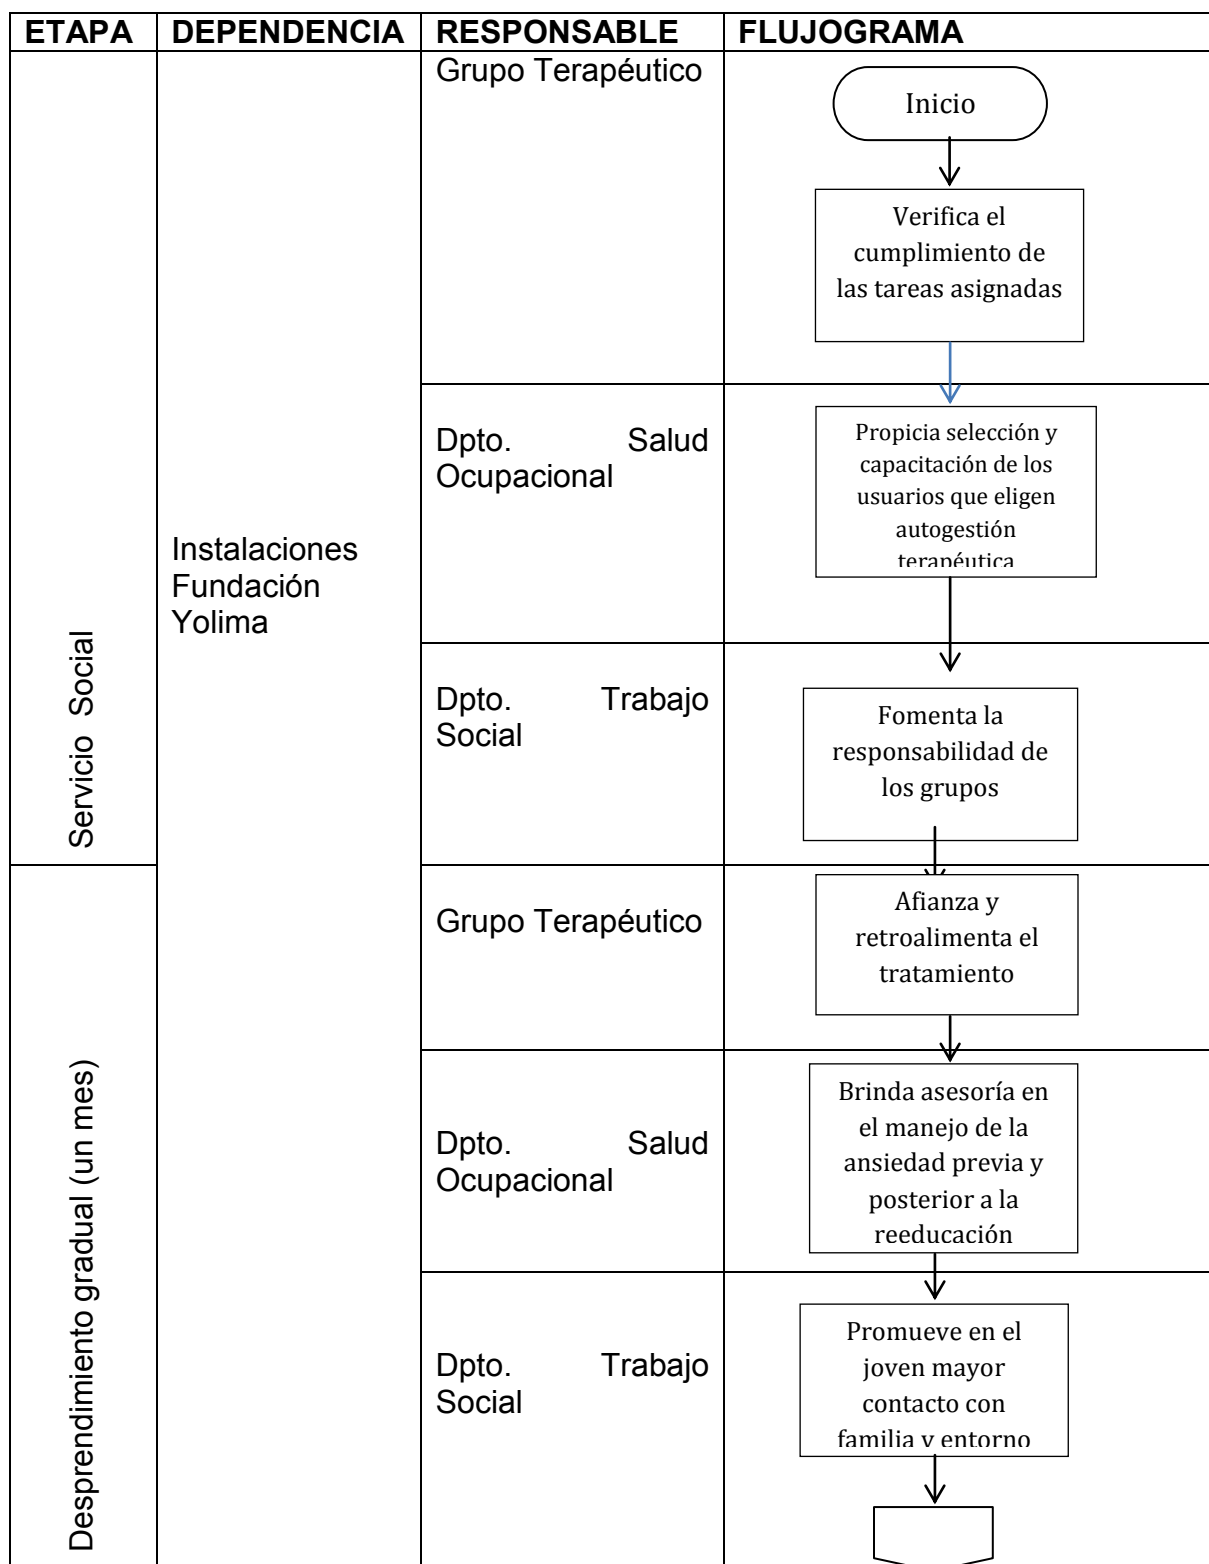 ETAPA DEPENDENCIA RESPONSABLE FLUJOGRAMA
Servicio Social
Instalaciones
Fundación
Yolima
Grupo Terapéutico
Inicio
Verifica el
cumplimiento de
las tareas asignadas
Dpto. Salud
Ocupacional
Propicia selección y
capacitación de los
usuarios que eligen
autogestión
terapéutica
Dpto. Trabajo
Social
Fomenta la
responsabilidad de
los grupos
Desprendimiento gradual (un mes)
Grupo Terapéutico
Afianza y
retroalimenta el
tratamiento
Dpto. Salud
Ocupacional
Brinda asesoría en
el manejo de la
ansiedad previa y
posterior a la
reeducación
Dpto. Trabajo
Social
Promueve en el
joven mayor
contacto con
familia y entorno